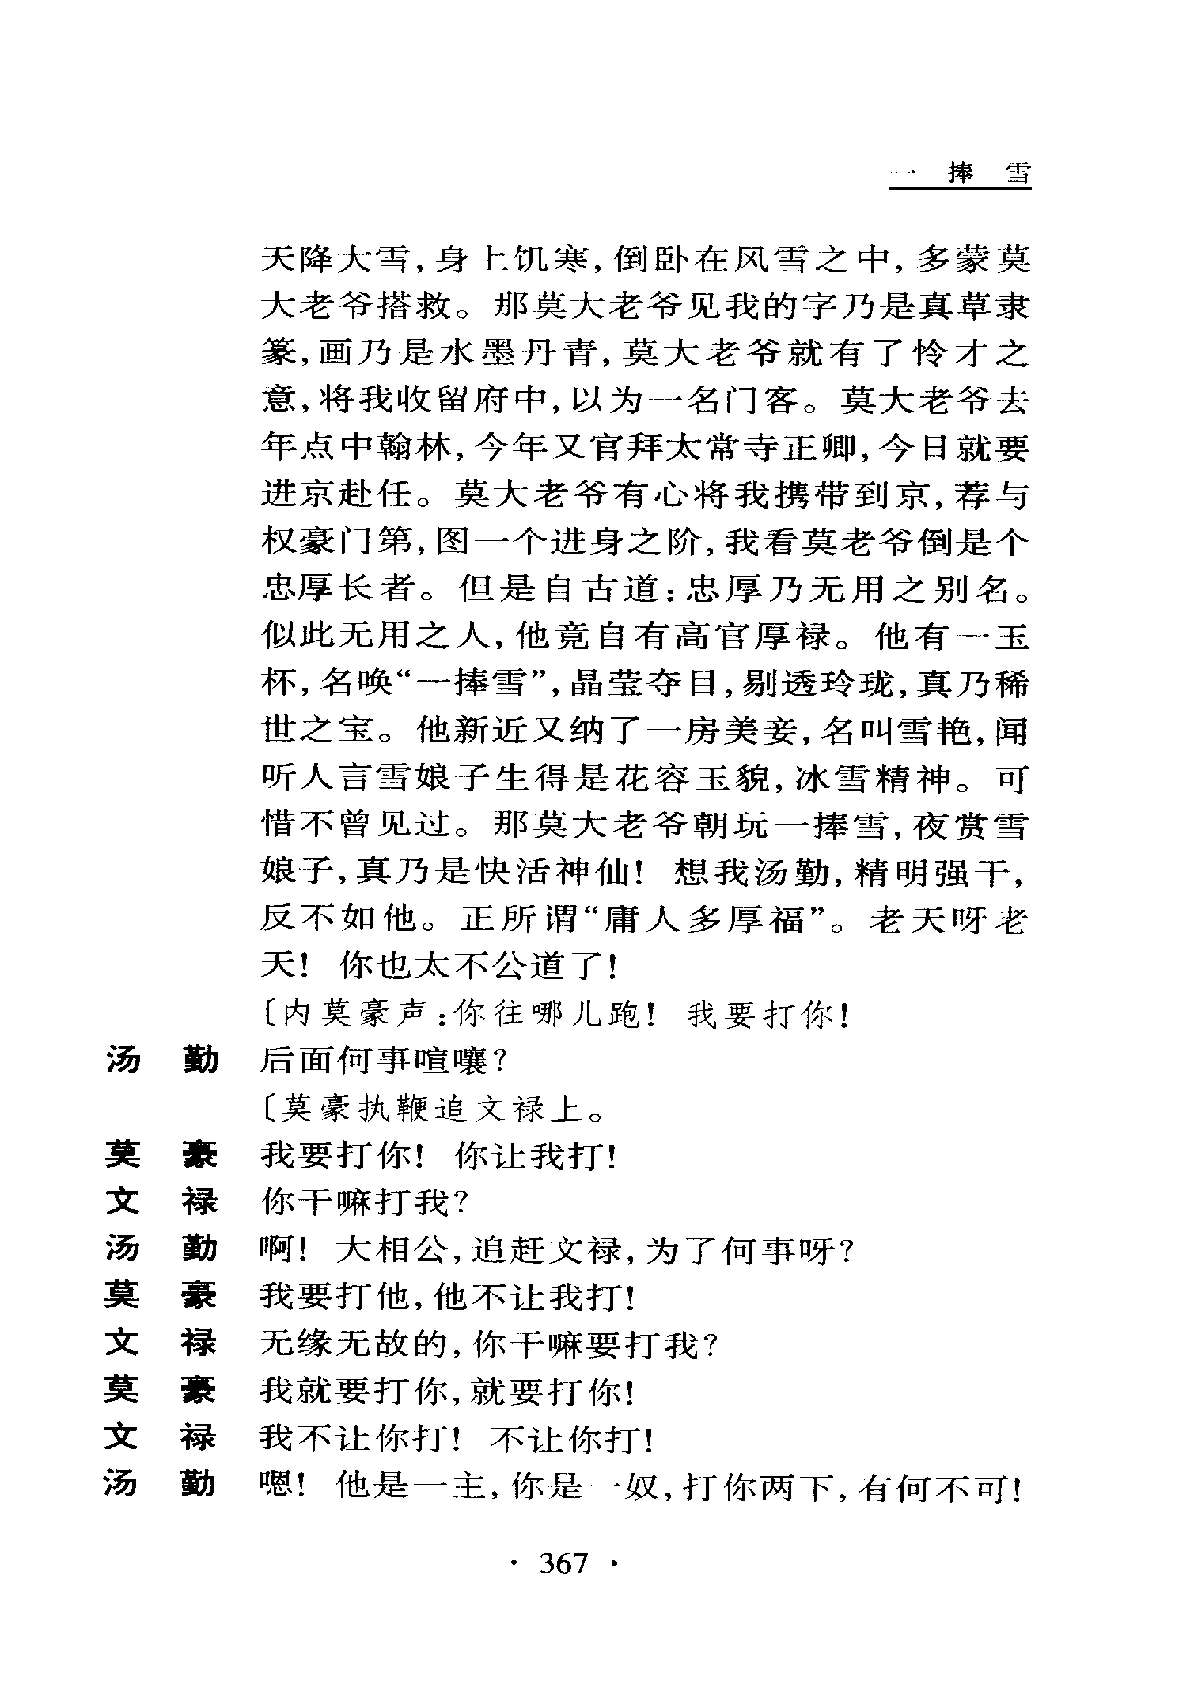 一 捧 雪
天降大雪，身上饥寒，倒卧在风雪之中，多蒙莫
大老爷搭救。那莫大老爷见我的字乃是真草隶
篆，画乃是水墨丹青，莫大老爷就有了怜才之
意，将我收留府中，以为一名门客。莫大老爷去
年点中翰林，今年又官拜太常寺正卿，今日就要
进京赴任。莫大老爷有心将我携带到京，荐与
权豪门第，图一个进身之阶，我看莫老爷倒是个
忠厚长者。但是自古道：忠厚乃无用之别名。
似此无用之人，他竟自有高官厚禄。他有一玉
杯，名唤“一捧雪”，晶莹夺目，剔透玲珑，真乃稀
世之宝。他新近又纳了一房美妾，名叫雪艳，闻
听人言雪娘子生得是花容玉貌，冰雪精神。可
惜不曾见过。那莫大老爷朝玩一捧雪，夜赏雪
娘子，真乃是快活神仙！想我汤勤，精明强干，
反不如他。正所谓“庸人多厚福”。老天呀老
天！你也太不公道了！
〔内莫豪声：你往哪儿跑！我要打你！
汤 勤 后面何事喧嚷？
〔莫豪执鞭追文禄上。
莫 豪 我要打你！你让我打！
文 禄 你干嘛打我？
汤 勤 啊！大相公，追赶文禄，为了何事呀？
莫 豪 我要打他，他不让我打！
文 禄 无缘无故的，你干嘛要打我？
莫 豪 我就要打你，就要打你！
文 禄 我不让你打！不让你打！
汤 勤 嗯！他是一主，你是一奴，打你两下，有何不可！
· 367 ·